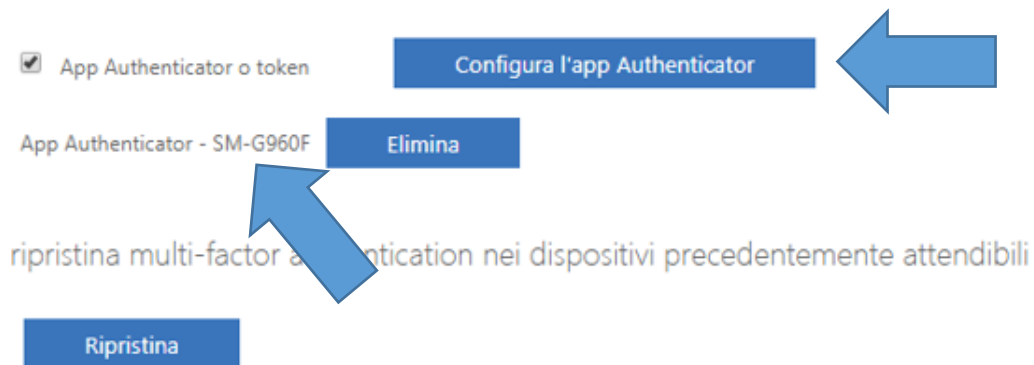 App Authenticator o token
Configura l'app Authenticator
App Authenticator - SM-G960F
Elimina
ripristina multi-factor a ntication nei dispositivi precedentemente attendibili
Ripristina